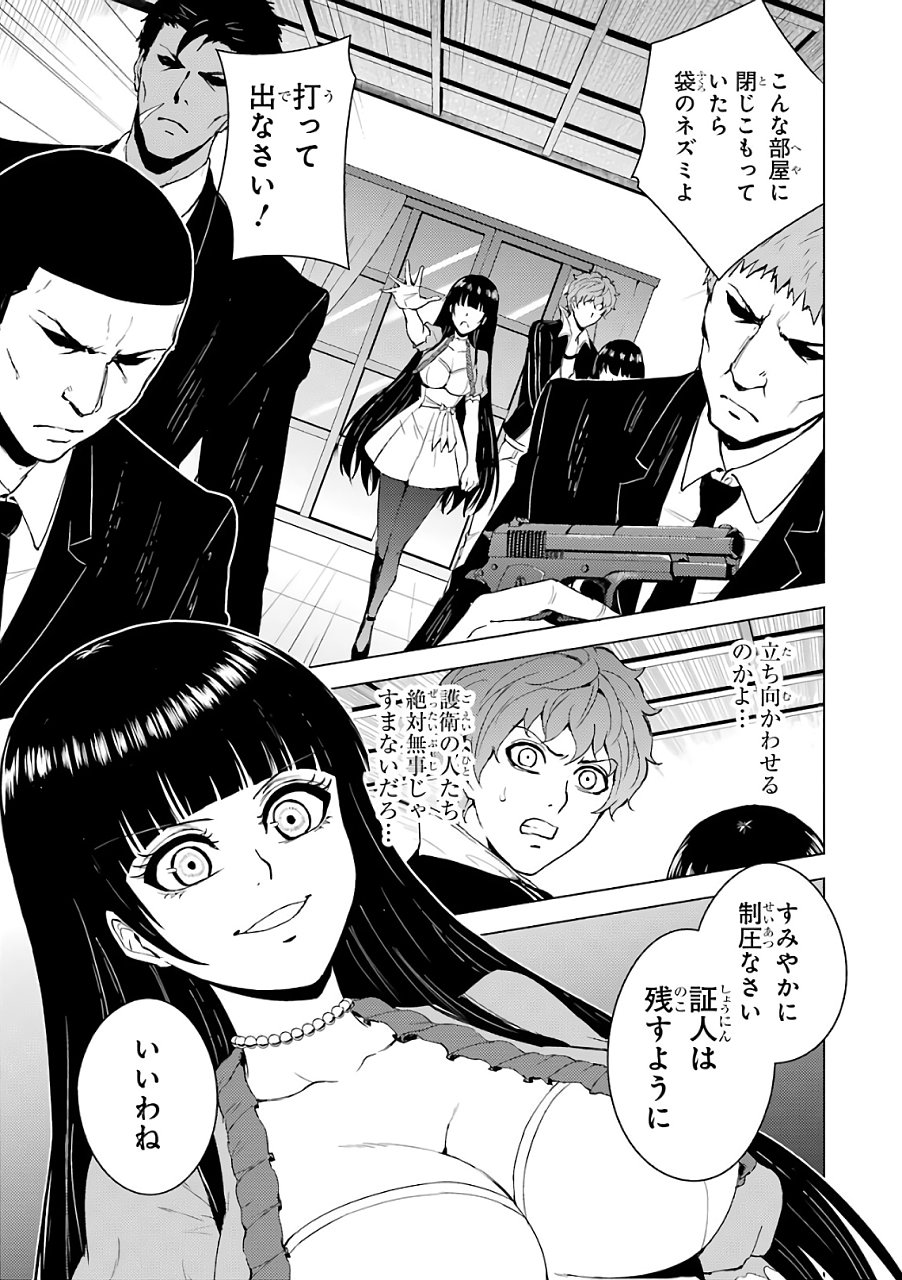 こんな部屋に
閉じこもって
いたら
袋のネズミよ
打って
出なさい！
立ち向かわせる
のかよ…
護衛の人たち
絶対無事じゃ
すまないだろ…
すみやかに
制圧なさい
証人は
残すように
いいわね